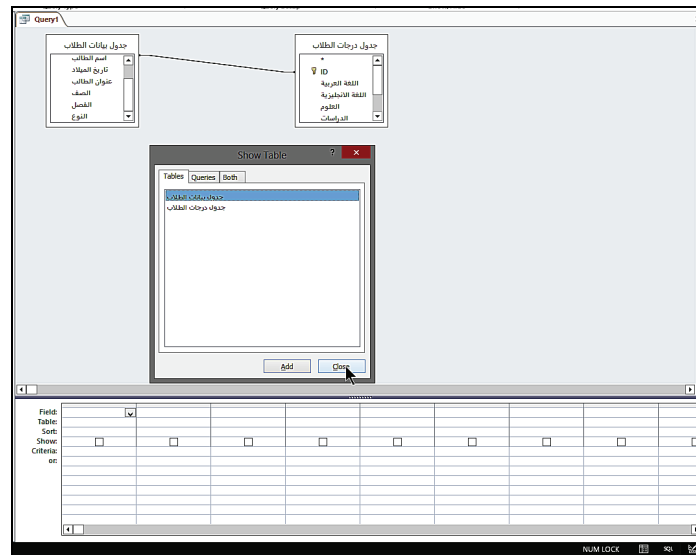 Query1
جدول بيانات الطلاب
اسم الطالب
تاريخ الميلاد
عنوان الطالب
الصف
الفصل
النوع
جدول درجات الطلاب
*
ID
اللغة العربية
اللغة الانجليزية
العلوم
الدراسات
Show Table
? ×
Tables Queries Both
جدول بيانات الطلاب
جدول درجات الطلاب
Add Close
Field:
Table:
Sort:
Show:
Criteria:
or:
NUM LOCK SQL